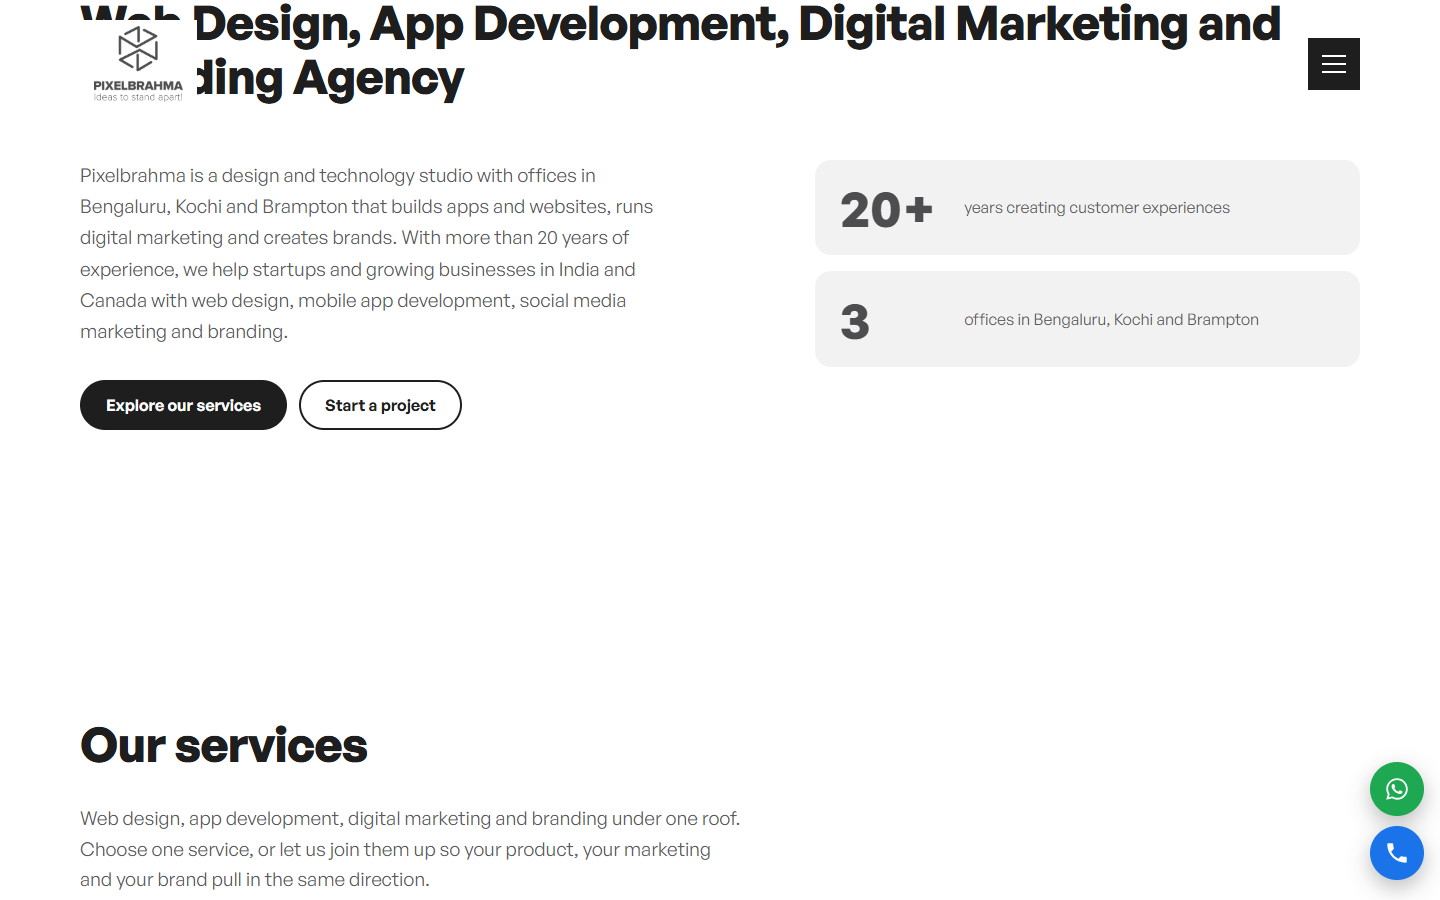 Design, App Development, Digital Marketing and
ding Agency
PIXELBRAHMA
Ideas to stand apart!
Pixelbrahma is a design and technology studio with offices in
Bengaluru, Kochi and Brampton that builds apps and websites, runs
digital marketing and creates brands. With more than 20 years of
experience, we help startups and growing businesses in India and
Canada with web design, mobile app development, social media
marketing and branding.
20+ years creating customer experiences
3 offices in Bengaluru, Kochi and Brampton
Explore our services
Start a project
Our services
Web design, app development, digital marketing and branding under one roof.
Choose one service, or let us join them up so your product, your marketing
and your brand pull in the same direction.